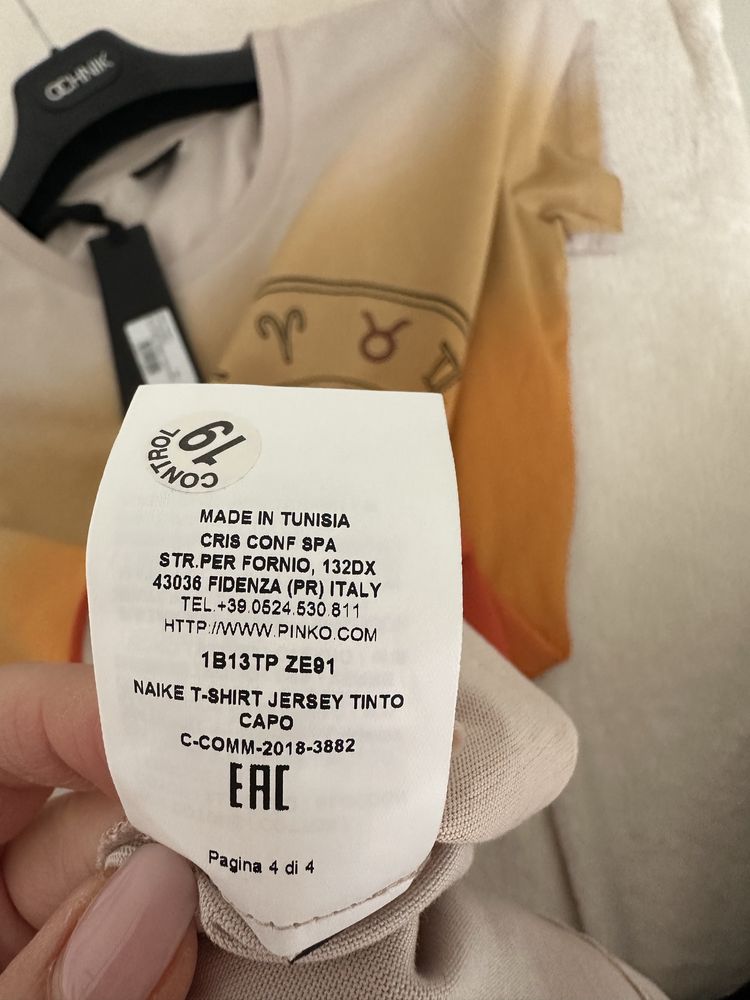 OCHNIK
CONTROL
19
MADE IN TUNISIA
CRIS CONF SPA
STR.PER FORNIO, 132DX
43036 FIDENZA (PR) ITALY
TEL.+39.0524.530.811
HTTP://WWW.PINKO.COM
1B13TP ZE91
NAIKE T-SHIRT JERSEY TINTO
CAPO
C-COMM-2018-3882
EAC
Pagina 4 di 4